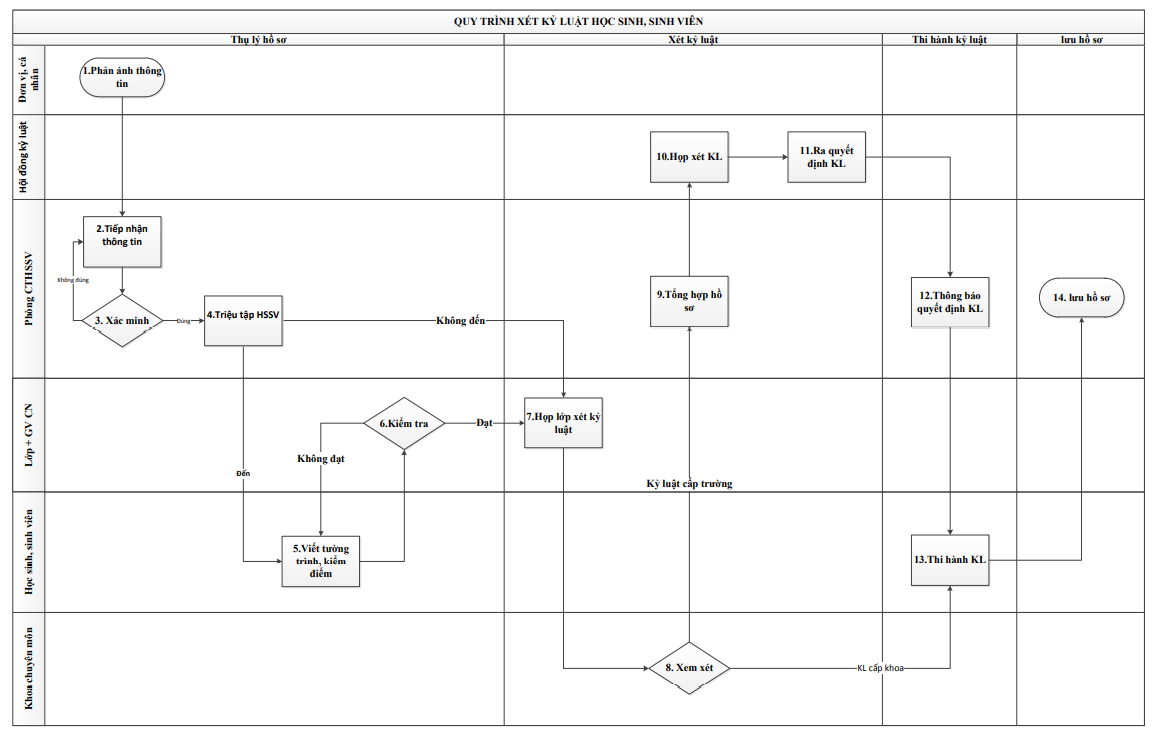 QUY TRÌNH XÉT KỶ LUẬT HỌC SINH, SINH VIÊN
Thụ lý hồ sơ
Xét kỷ luật
Thi hành kỷ luật
lưu hồ sơ
Đơn vị, cá
nhân
1.Phản ánh thông
tin
Hội đồng kỷ luật
10.Họp xét KL
11.Ra quyết
định KL
Phòng CTHSSV
2.Tiếp nhận
thông tin
Không đúng
3. Xác minh
Đúng
4.Triệu tập HSSV
Không đến
9.Tổng hợp hồ
sơ
12.Thông báo
quyết định KL
14. lưu hồ sơ
Lớp + GV CN
6.Kiểm tra
Đạt
7.Họp lớp xét kỷ
luật
Không đạt
Đến
Kỷ luật cấp trường
Học sinh, sinh viên
5.Viết tường
trình, kiểm
điểm
13.Thi hành KL
Khoa chuyên môn
8. Xem xét
KL cấp khoa